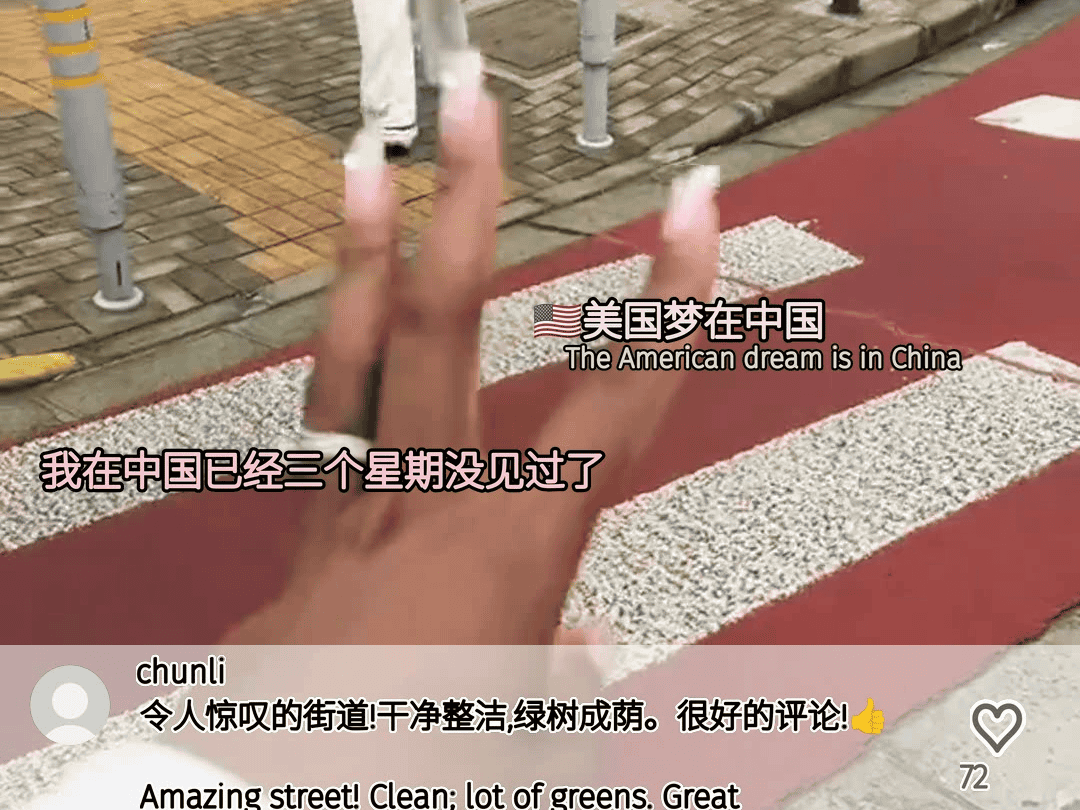 🇺🇸美国梦在中国
The American dream is in China
我在中国已经三个星期没见过了
chunli
令人惊叹的街道!干净整洁,绿树成荫。很好的评论!👍
72
Amazing street! Clean; lot of greens. Great